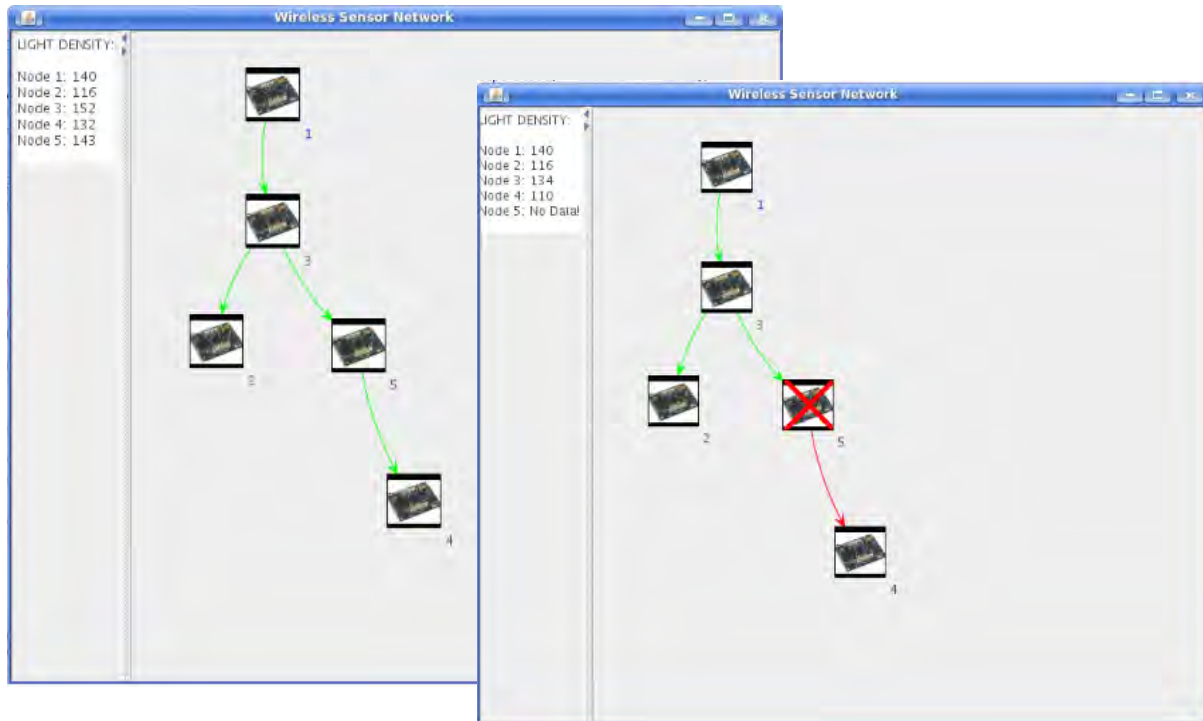 Wireless Sensor Network
LIGHT DENSITY:
Node 1: 140
Node 2: 116
Node 3: 152
Node 4: 132
Node 5: 143
1
3
2
5
4
Wireless Sensor Network
LIGHT DENSITY:
Node 1: 140
Node 2: 116
Node 3: 134
Node 4: 110
Node 5: No Data!
1
3
2
5
4